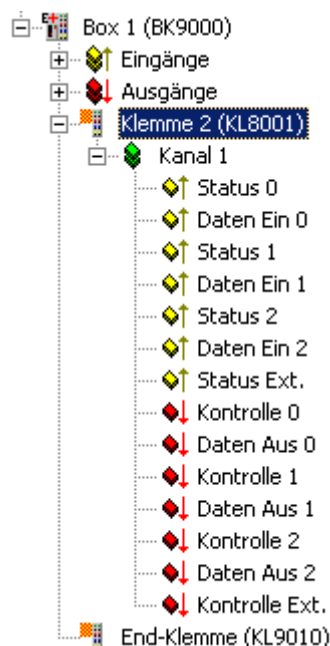 Box 1 (BK9000)
Eingänge
Ausgänge
Klemme 2 (KL8001)
Kanal 1
Status 0
Daten Ein 0
Status 1
Daten Ein 1
Status 2
Daten Ein 2
Status Ext.
Kontrolle 0
Daten Aus 0
Kontrolle 1
Daten Aus 1
Kontrolle 2
Daten Aus 2
Kontrolle Ext.
End-Klemme (KL9010)